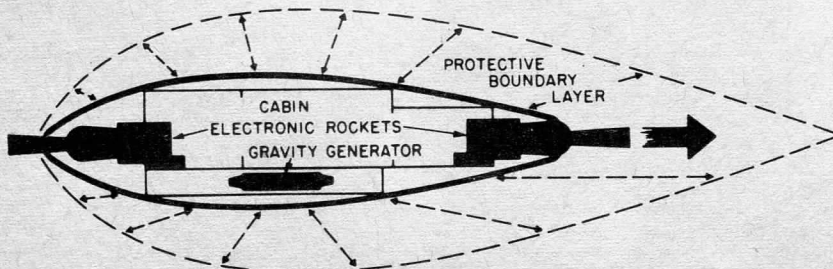 PROTECTIVE
BOUNDARY
LAYER
CABIN
ELECTRONIC ROCKETS
GRAVITY GENERATOR